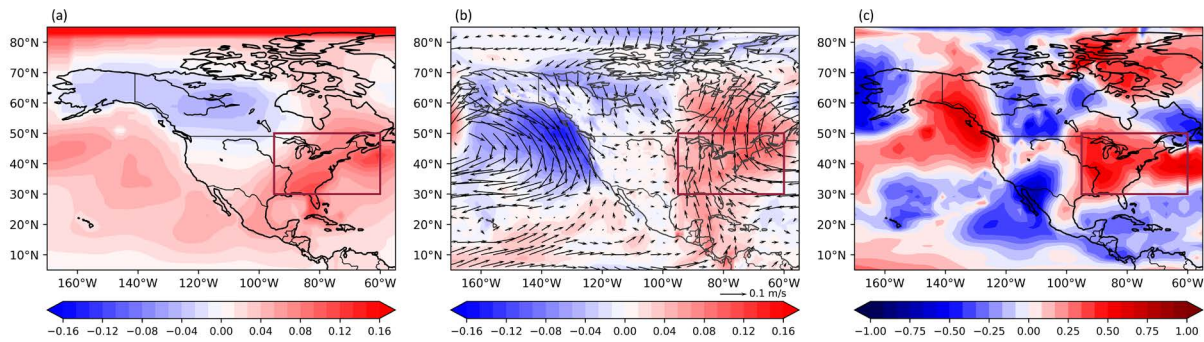 (a) (b) (c)
80°N 80°N 80°N
70°N 70°N 70°N
60°N 60°N 60°N
50°N 50°N 50°N
40°N 40°N 40°N
30°N 30°N 30°N
20°N 20°N 20°N
10°N 10°N 10°N
160°W 140°W 120°W 100°W 80°W 60°W 160°W 140°W 120°W 100°W 80°W 60°W 160°W 140°W 120°W 100°W 80°W 60°W
0.1 m/s
−0.16 −0.12 −0.08 −0.04 0.00 0.04 0.08 0.12 0.16 −0.16 −0.12 −0.08 −0.04 0.00 0.04 0.08 0.12 0.16 −1.00 −0.75 −0.50 −0.25 0.00 0.25 0.50 0.75 1.00